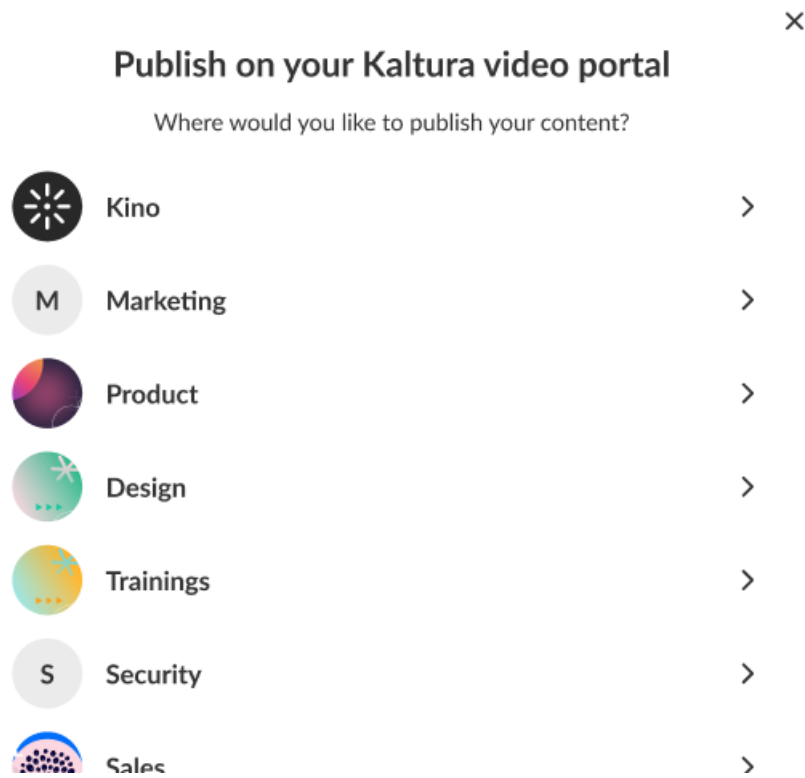 Publish on your Kaltura video portal
Where would you like to publish your content?
Kino
M Marketing
Product
Design
Trainings
S Security
Sales